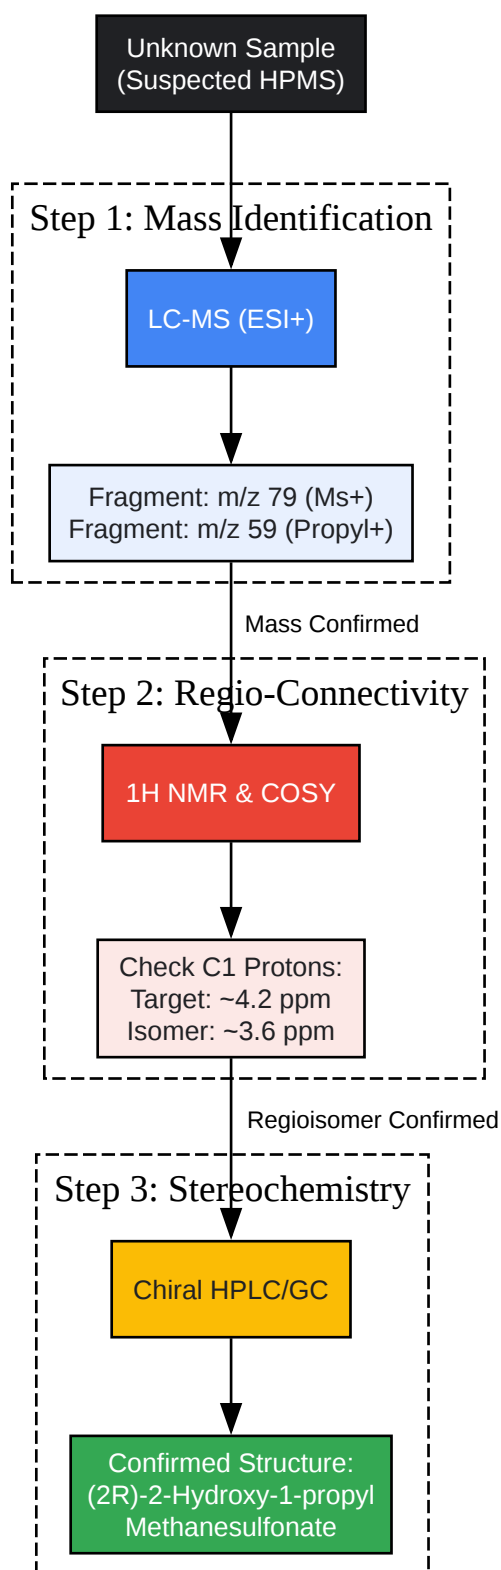 Unknown Sample
(Suspected HPMS)
Step 1: Mass Identification
LC-MS (ESI+)
Fragment: m/z 79 (Ms+)
Fragment: m/z 59 (Propyl+)
Mass Confirmed
Step 2: Regio-Connectivity
1H NMR & COSY
Check C1 Protons:
Target: ~4.2 ppm
Isomer: ~3.6 ppm
Regioisomer Confirmed
Step 3: Stereochemistry
Chiral HPLC/GC
Confirmed Structure:
(2R)-2-Hydroxy-1-propyl
Methanesulfonate